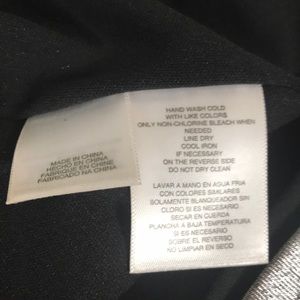 MADE IN CHINA
HECHO EN CHINA
FABRIQUE EN CHINE
FABRICADO NA CHINA
HAND WASH COLD
WITH LIKE COLORS
ONLY NON-CHLORINE BLEACH WHEN
NEEDED
LINE DRY
COOL IRON
IF NECESSARY
ON THE REVERSE SIDE
DO NOT DRY CLEAN
LAVAR A MANO EN AGUA FRIA
CON COLORES SIMILARES
SOLAMENTE BLANQUEADOR SIN
CLORO SI ES NECESARIO
SECAR EN CUERDA
PLANCHA A BAJA TEMPERATURA
SI ES NECESARIO
SOBRE EL REVERSO
NO LIMPIAR EN SECO